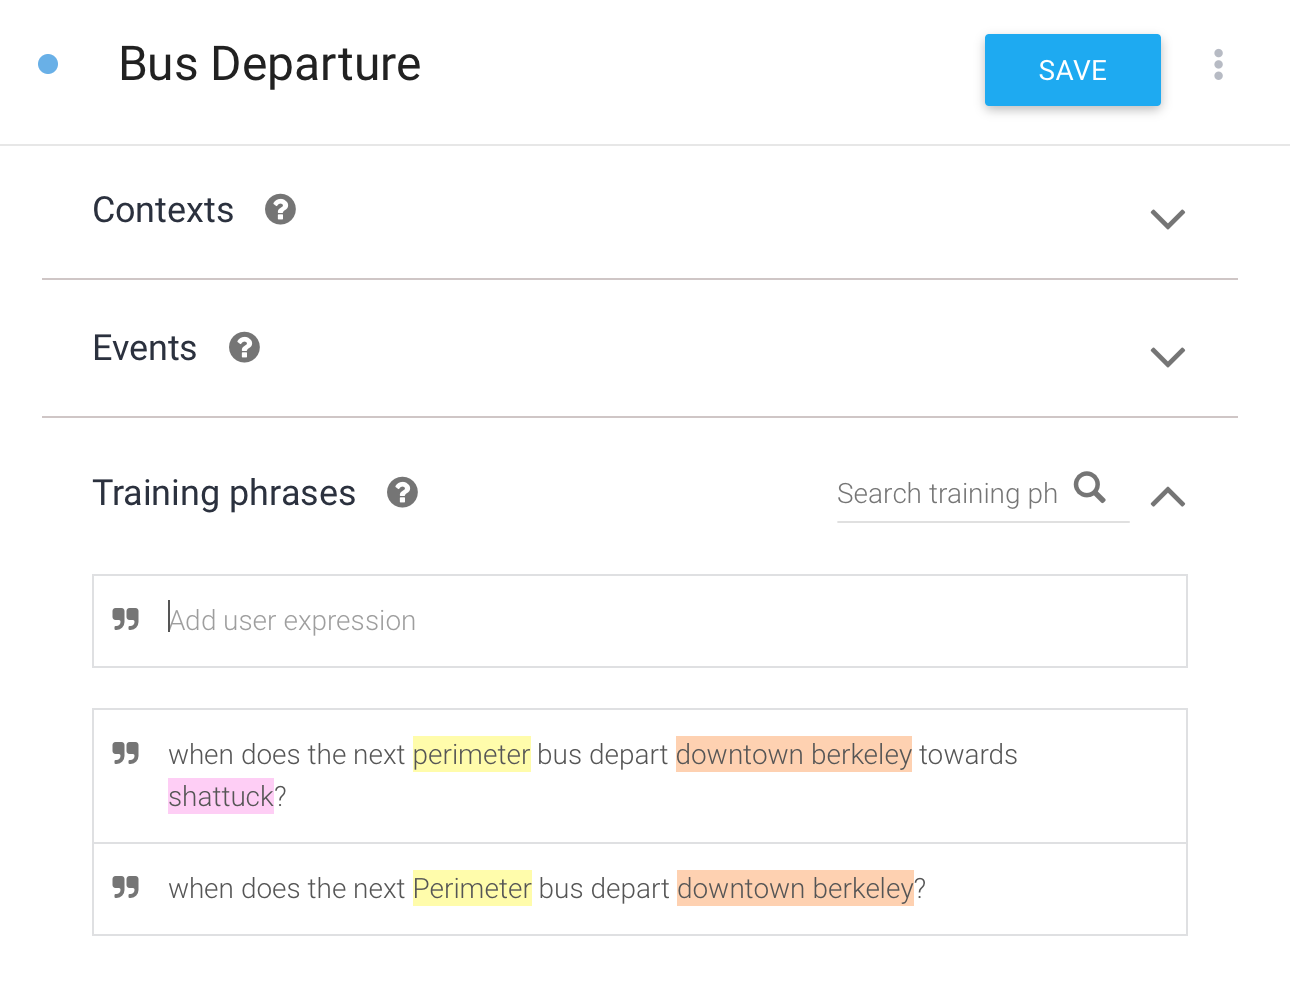 Bus Departure
SAVE
Contexts ?
Events ?
Training phrases ?
Search training ph
Add user expression
when does the next perimeter bus depart downtown berkeley towards
shattuck?
when does the next Perimeter bus depart downtown berkeley?